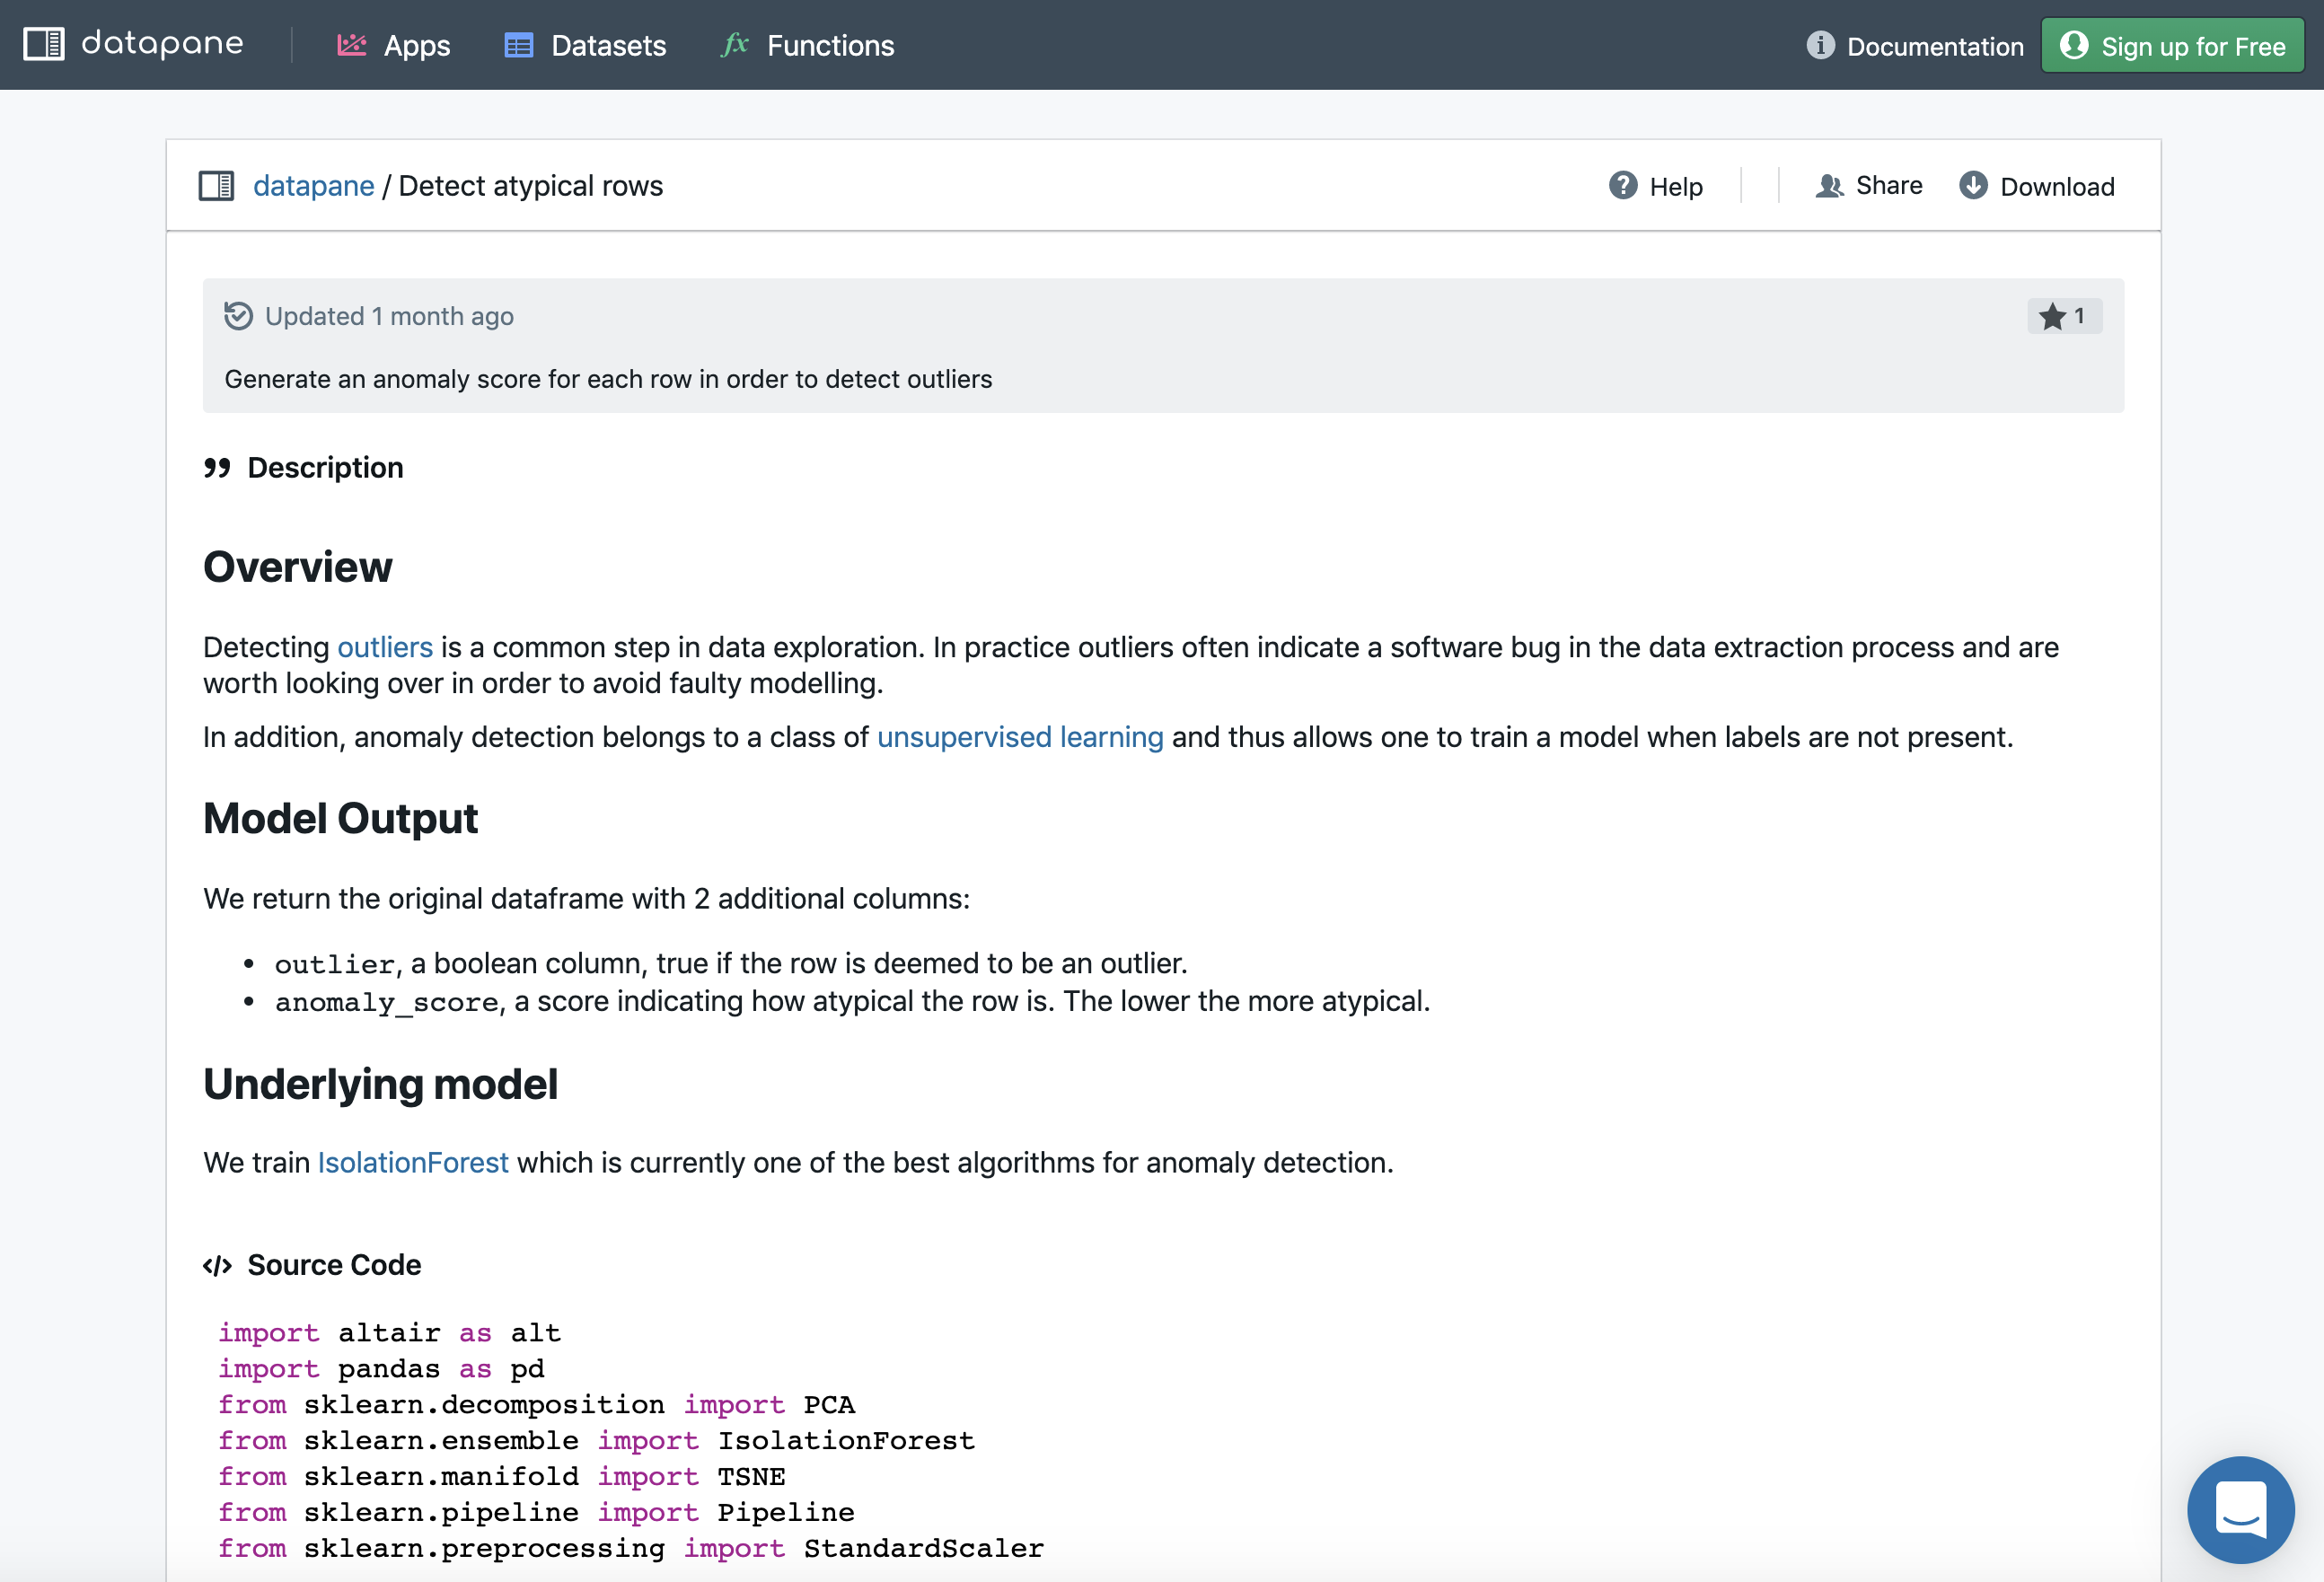 datapane
Apps
Datasets
fx Functions
Documentation
Sign up for Free
datapane / Detect atypical rows
Help
Share
Download
Updated 1 month ago
1
Generate an anomaly score for each row in order to detect outliers
Description
Overview
Detecting outliers is a common step in data exploration. In practice outliers often indicate a software bug in the data extraction process and are
worth looking over in order to avoid faulty modelling.
In addition, anomaly detection belongs to a class of unsupervised learning and thus allows one to train a model when labels are not present.
Model Output
We return the original dataframe with 2 additional columns:
• outlier, a boolean column, true if the row is deemed to be an outlier.
• anomaly_score, a score indicating how atypical the row is. The lower the more atypical.
Underlying model
We train IsolationForest which is currently one of the best algorithms for anomaly detection.
Source Code
import altair as alt
import pandas as pd
from sklearn.decomposition import PCA
from sklearn.ensemble import IsolationForest
from sklearn.manifold import TSNE
from sklearn.pipeline import Pipeline
from sklearn.preprocessing import StandardScaler